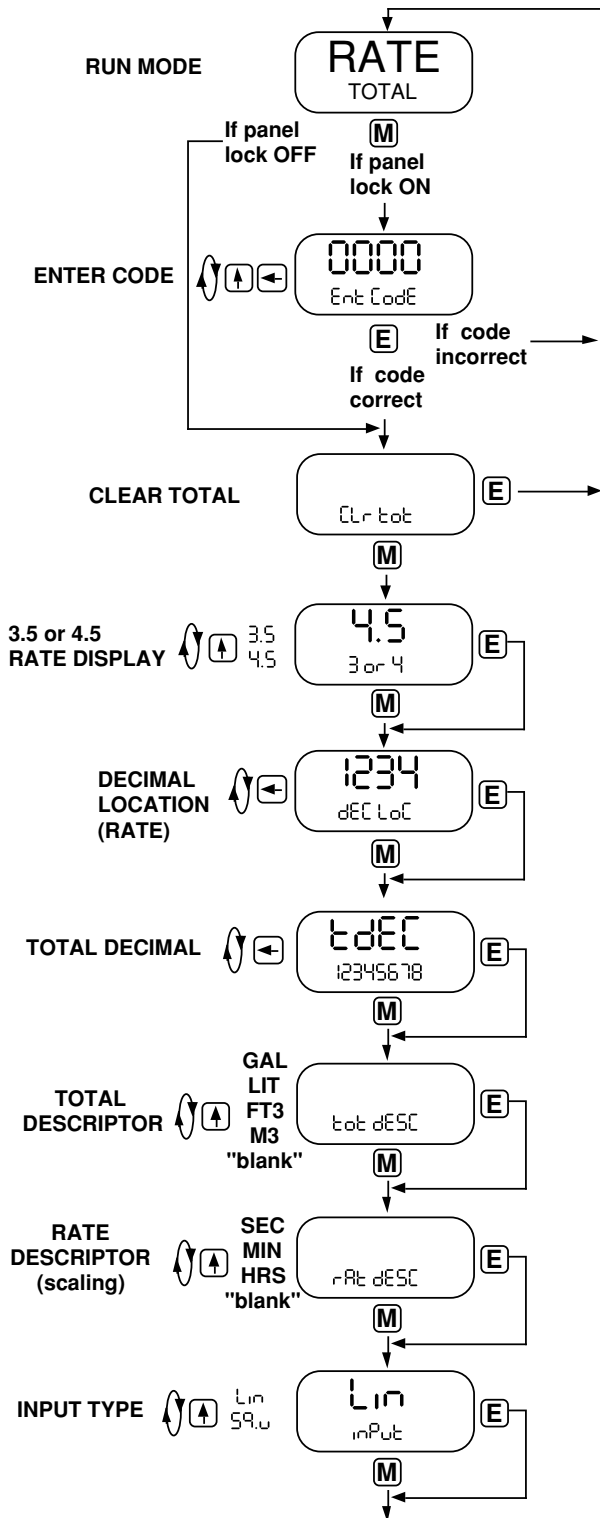 RUN MODE
RATE
TOTAL
If panel
lock OFF
M
If panel
lock ON
ENTER CODE
0000
Ent CodE
E
If code
incorrect
If code
correct
CLEAR TOTAL
CLr tot
E
M
3.5 or 4.5
RATE DISPLAY
3.5
4.5
4.5
3 or 4
E
M
DECIMAL
LOCATION
(RATE)
1234
dEC LoC
E
M
TOTAL DECIMAL
tdEC
12345678
E
M
TOTAL
DESCRIPTOR
GAL
LIT
FT3
M3
"blank"
tot dESC
E
M
RATE
DESCRIPTOR
(scaling)
SEC
MIN
HRS
"blank"
rAt dESC
E
M
INPUT TYPE
Lin
S9.u
Lin
inPut
E
M